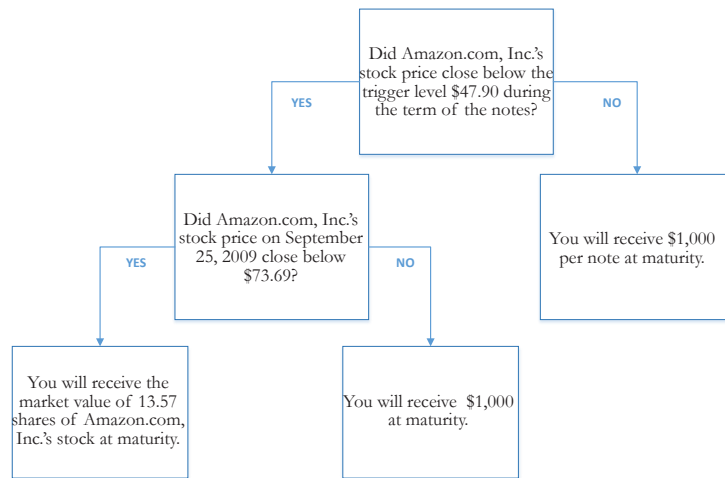 Did Amazon.com, Inc.'s
stock price close below the
trigger level $47.90 during
the term of the notes?
YES
NO
Did Amazon.com, Inc.'s
stock price on September
25, 2009 close below
$73.69?
You will receive $1,000
per note at maturity.
YES
NO
You will receive the
market value of 13.57
shares of Amazon.com,
Inc.'s stock at maturity.
You will receive $1,000
at maturity.